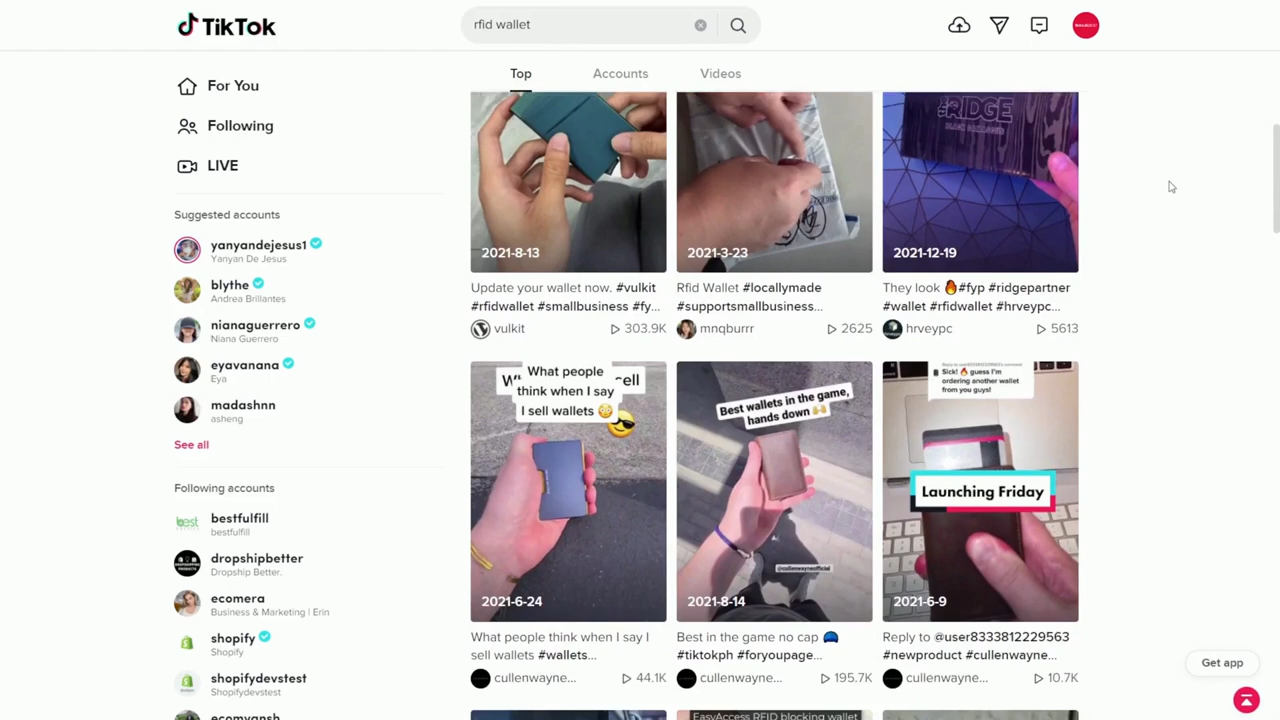 TikTok
rfid wallet
For You
Following
LIVE
Suggested accounts
yanyandejesus1
Yanyan De Jesus
blythe
Andrea Brillantes
nianaguerrero
Niana Guerrero
eyavanana
Eya
madashnn
asheng
See all
Following accounts
best
bestfulfill
bestfulfill
dropshipbetter
Dropship Better.
ecomera
Business & Marketing | Erin
shopify
Shopify
shopifydevstest
Shopifydevstest
ecomvansh
Top
Accounts
Videos
2021-8-13
Update your wallet now. #vulkit
#rfidwallet #smallbusiness #fy...
vulkit
303.9K
2021-3-23
Rfid Wallet #locallymade
#supportsmallbusiness...
mnqburrr
2625
RIDGE
2021-12-19
They look 🔥#fyp #ridgepartner
#wallet #rfidwallet #hrveypc...
hrveypc
5613
What people
think when I say
I sell wallets 😳
2021-6-24
What people think when I say I
sell wallets #wallets...
cullenwayne...
44.1K
Best wallets in the game,
hands down 🙌
@cullenwayneofficial
2021-8-14
Best in the game no cap 🧢
#tiktokph #foryoupage...
cullenwayne...
195.7K
Sick! 🔥 guess I'm
ordering another wallet
from you guys!
Launching Friday
2021-6-9
Reply to @user8333812229563
#newproduct #cullenwayne...
cullenwayne...
10.7K
EasyAccess RFID blocking wallet
Get app